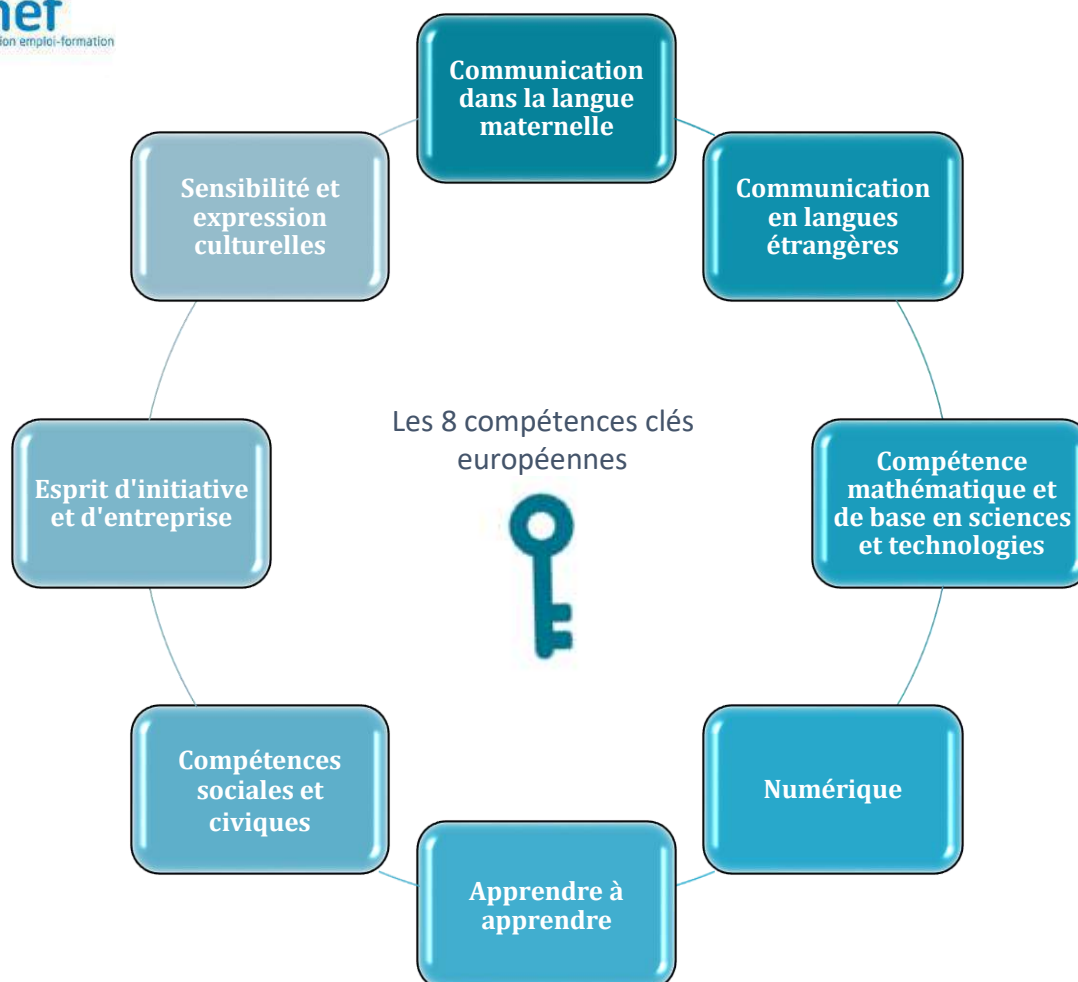 emploi-formation
Communication
dans la langue
maternelle
Sensibilité et
expression
culturelles
Communication
en langues
étrangères
Les 8 compétences clés
européennes
Esprit d'initiative
et d'entreprise
Compétence
mathématique et
de base en sciences
et technologies
Compétences
sociales et
civiques
Numérique
Apprendre à
apprendre